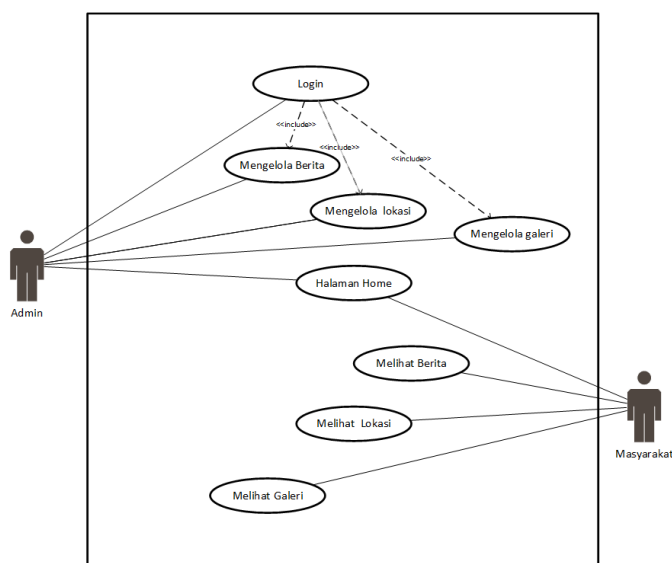 Login
<<include>>
<<include>>
<<include>>
Mengelola Berita
Mengelola lokasi
Mengelola galeri
Admin
Halaman Home
Melihat Berita
Melihat Lokasi
Masyarakat
Melihat Galeri